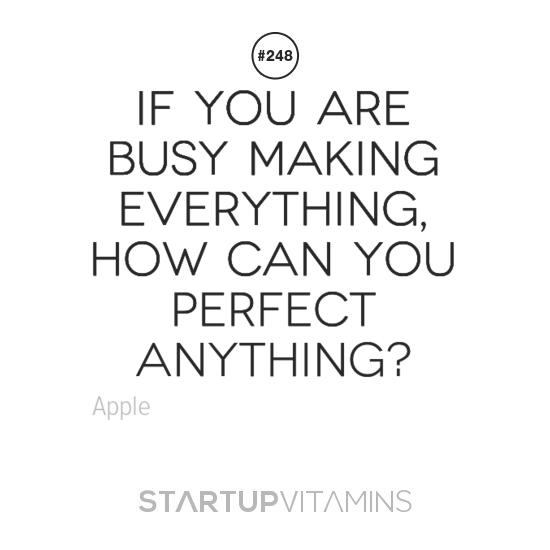 #248
IF YOU ARE
BUSY MAKING
EVERYTHING,
HOW CAN YOU
PERFECT
ANYTHING?
Apple
STARTUPVITAMINS